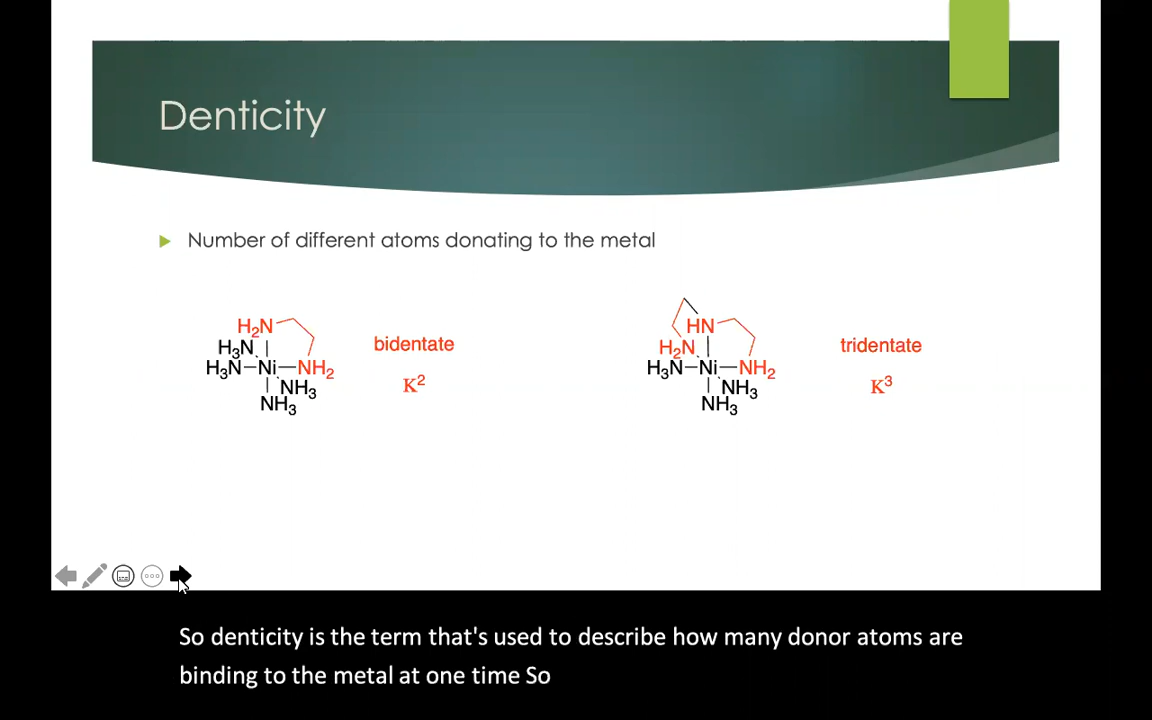 Denticity
Number of different atoms donating to the metal
H₂N
H₃N
H₃N Ni NH₂
NH₃
NH₃
bidentate
κ²
HN
H₂N
H₃N Ni NH₂
NH₃
NH₃
tridentate
κ³
So denticity is the term that's used to describe how many donor atoms are
binding to the metal at one time So